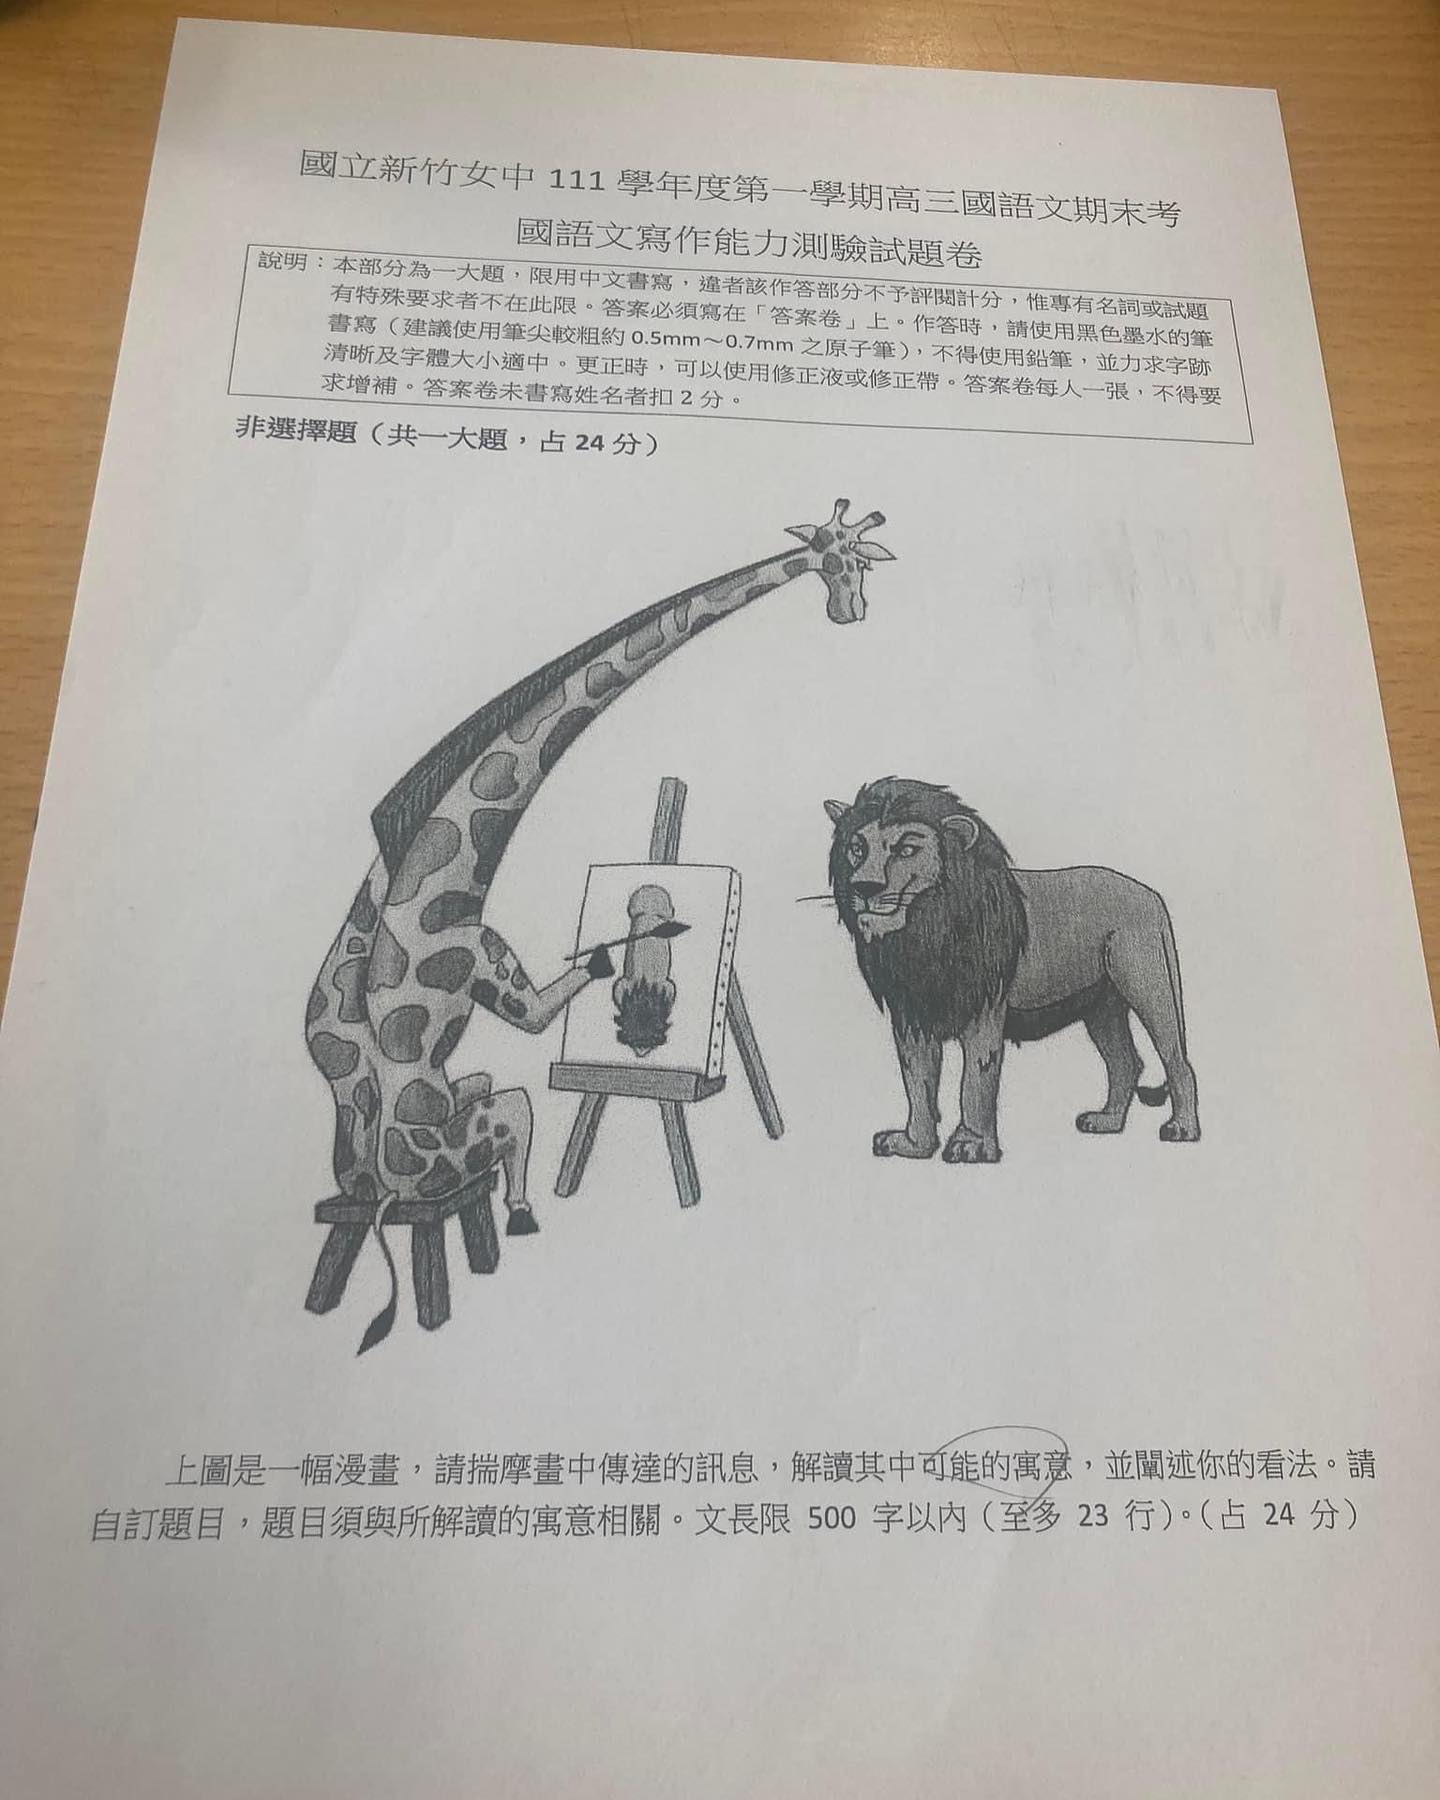 國立新竹女中 111 學年度第一學期高三國語文期末考
國語文寫作能力測驗試題卷
說明：本部分為一大題，限用中文書寫，違者該作答部分不予評閱計分，惟專有名詞或試題
有特殊要求者不在此限。答案必須寫在「答案卷」上。作答時，請使用黑色墨水的筆
書寫（建議使用筆尖較粗約 0.5mm～0.7mm 之原子筆），不得使用鉛筆，並力求字跡
清晰及字體大小適中。更正時，可以使用修正液或修正帶。答案卷每人一張，不得要
求增補。答案卷未書寫姓名者扣 2 分。
非選擇題（共一大題，占 24 分）
上圖是一幅漫畫，請揣摩畫中傳達的訊息，解讀其中可能的寓意，並闡述你的看法。請
自訂題目，題目須與所解讀的寓意相關。文長限 500 字以內（至多 23 行）。（占 24 分）